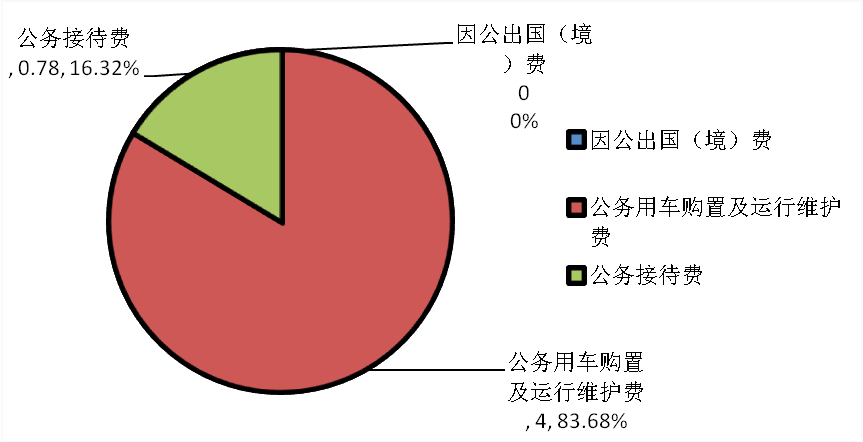 公务接待费
, 0.78, 16.32%
因公出国（境
）费
0
0%
因公出国（境）费
公务用车购置及运行维护
费
公务接待费
公务用车购置
及运行维护费
, 4, 83.68%